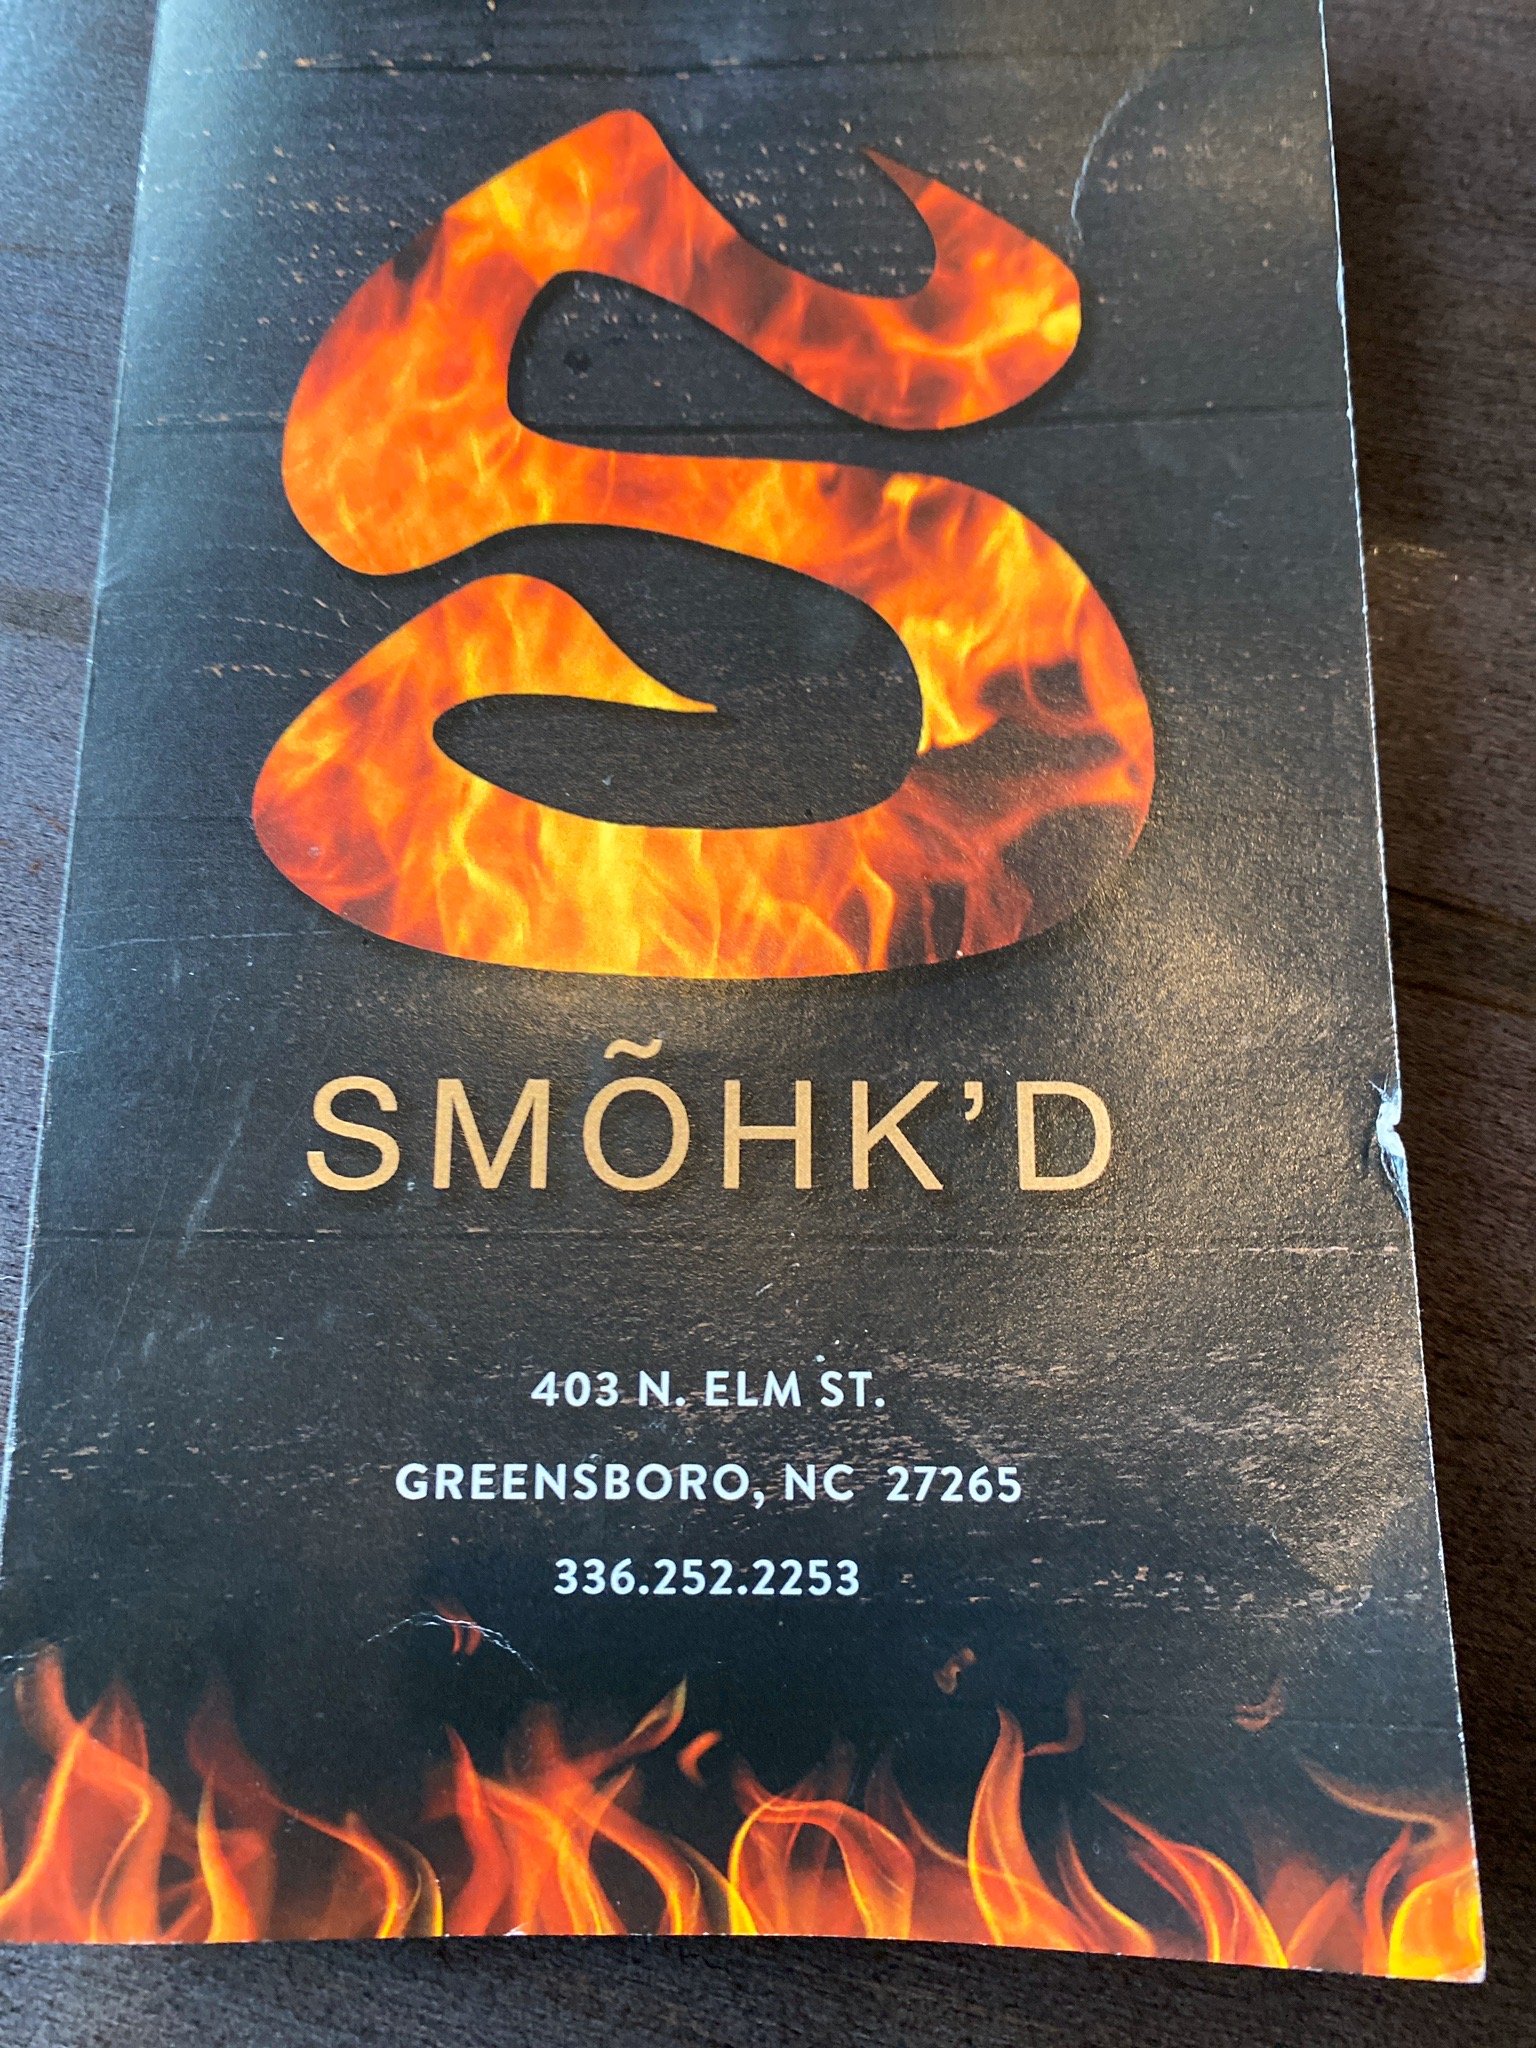 S
SMÕHK’D
403 N. ELM ST.
GREENSBORO, NC 27265
336.252.2253